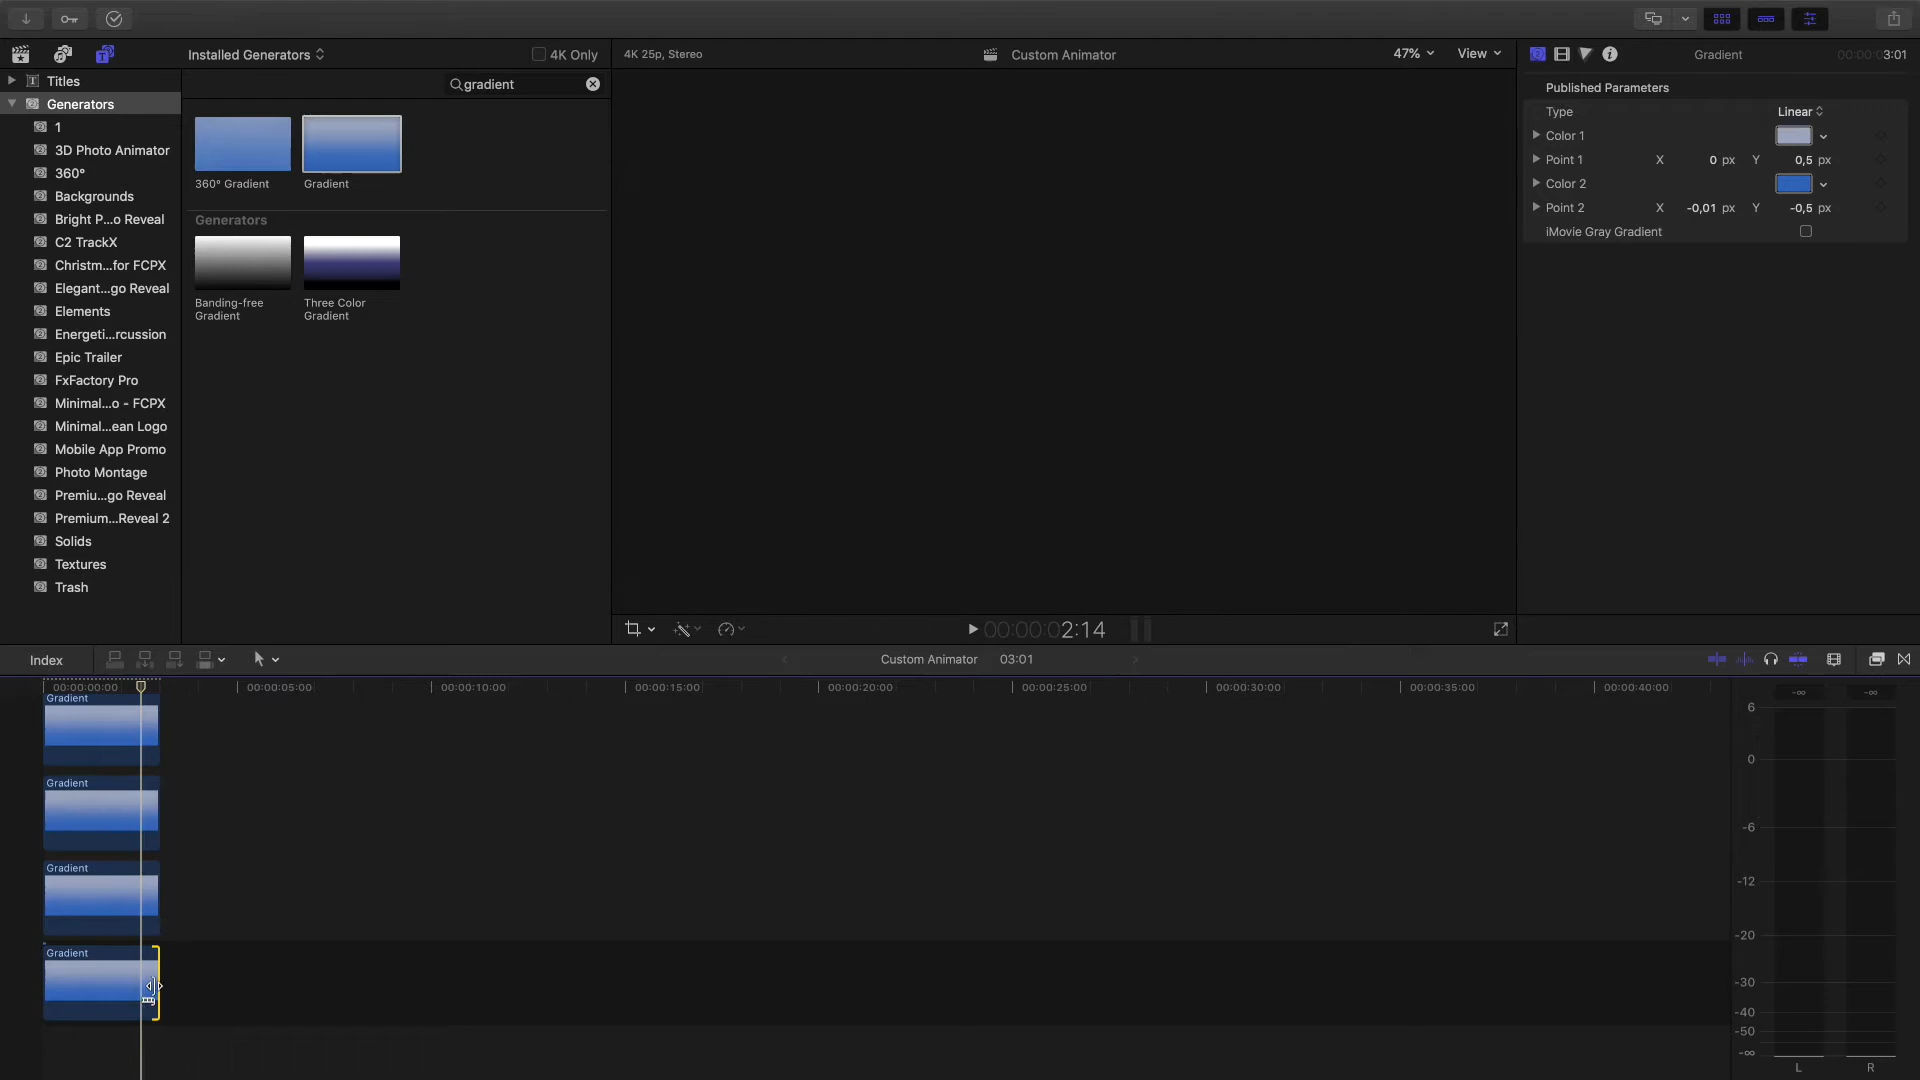 Installed Generators
4K Only
4K 25p, Stereo
Custom Animator
47%
View
Gradient
00:00:03:01
Titles
Generators
1
3D Photo Animator
360°
Backgrounds
Bright P...o Reveal
C2 TrackX
Christm...for FCPX
Elegant...go Reveal
Elements
Energeti...rcussion
Epic Trailer
FxFactory Pro
Minimal...o - FCPX
Minimal...ean Logo
Mobile App Promo
Photo Montage
Premiu...go Reveal
Premium...Reveal 2
Solids
Textures
Trash
gradient
360° Gradient
Gradient
Generators
Banding-free
Gradient
Three Color
Gradient
Published Parameters
Type
Linear
Color 1
Point 1 X 0 px Y 0,5 px
Color 2
Point 2 X -0,01 px Y -0,5 px
iMovie Gray Gradient
00:00:02:14
Index
Custom Animator 03:01
00:00:00:00
00:00:05:00
00:00:10:00
00:00:15:00
00:00:20:00
00:00:25:00
00:00:30:00
00:00:35:00
00:00:40:00
Gradient
Gradient
Gradient
Gradient
-∞ -∞
6
0
-6
-12
-20
-30
-40
-50
-∞
L R